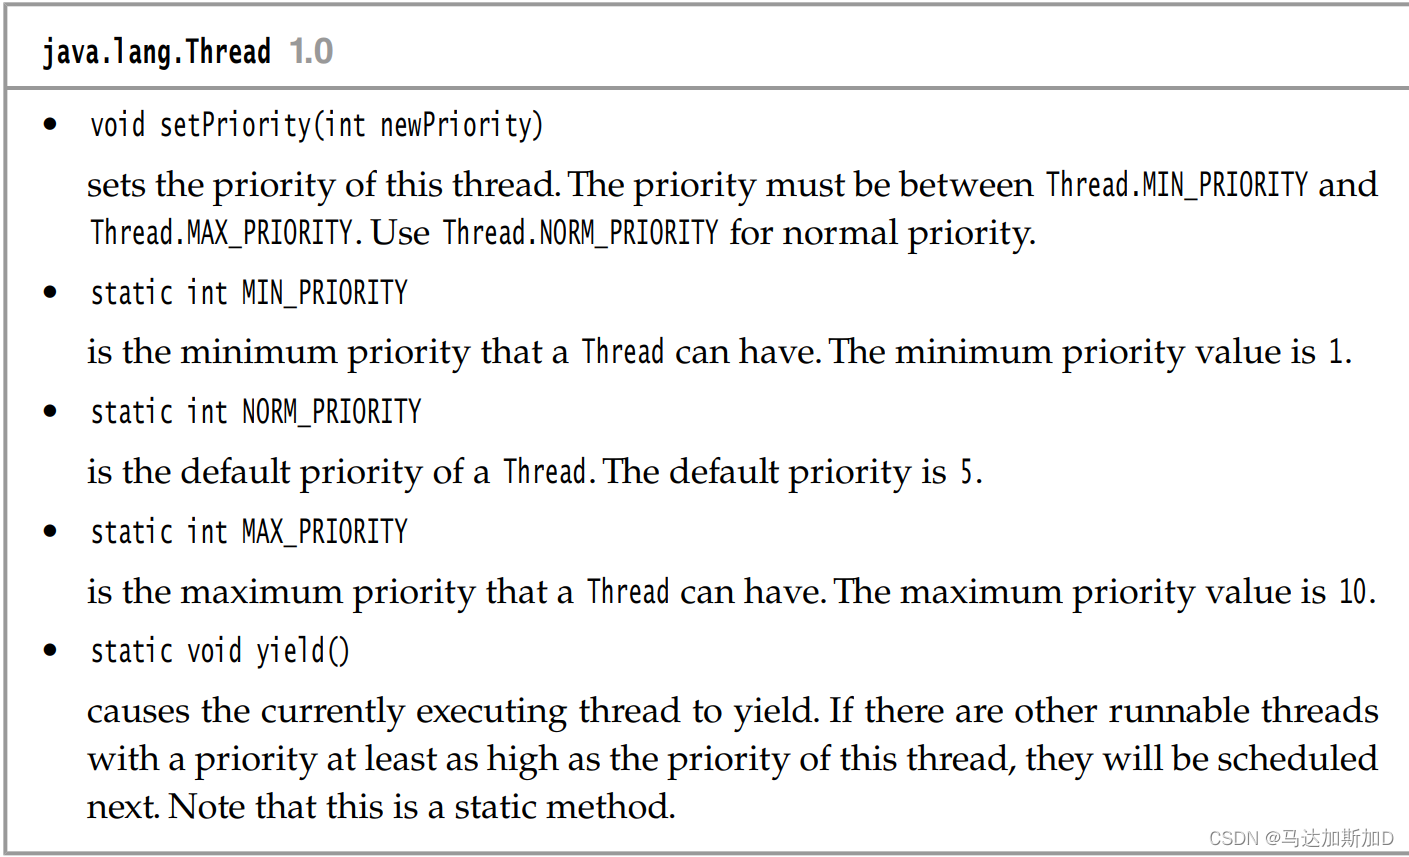 java.lang.Thread 1.0
• void setPriority(int newPriority)
sets the priority of this thread. The priority must be between Thread.MIN_PRIORITY and
Thread.MAX_PRIORITY. Use Thread.NORM_PRIORITY for normal priority.
• static int MIN_PRIORITY
is the minimum priority that a Thread can have. The minimum priority value is 1.
• static int NORM_PRIORITY
is the default priority of a Thread. The default priority is 5.
• static int MAX_PRIORITY
is the maximum priority that a Thread can have. The maximum priority value is 10.
• static void yield()
causes the currently executing thread to yield. If there are other runnable threads
with a priority at least as high as the priority of this thread, they will be scheduled
next. Note that this is a static method.
CSDN @马达加斯加D